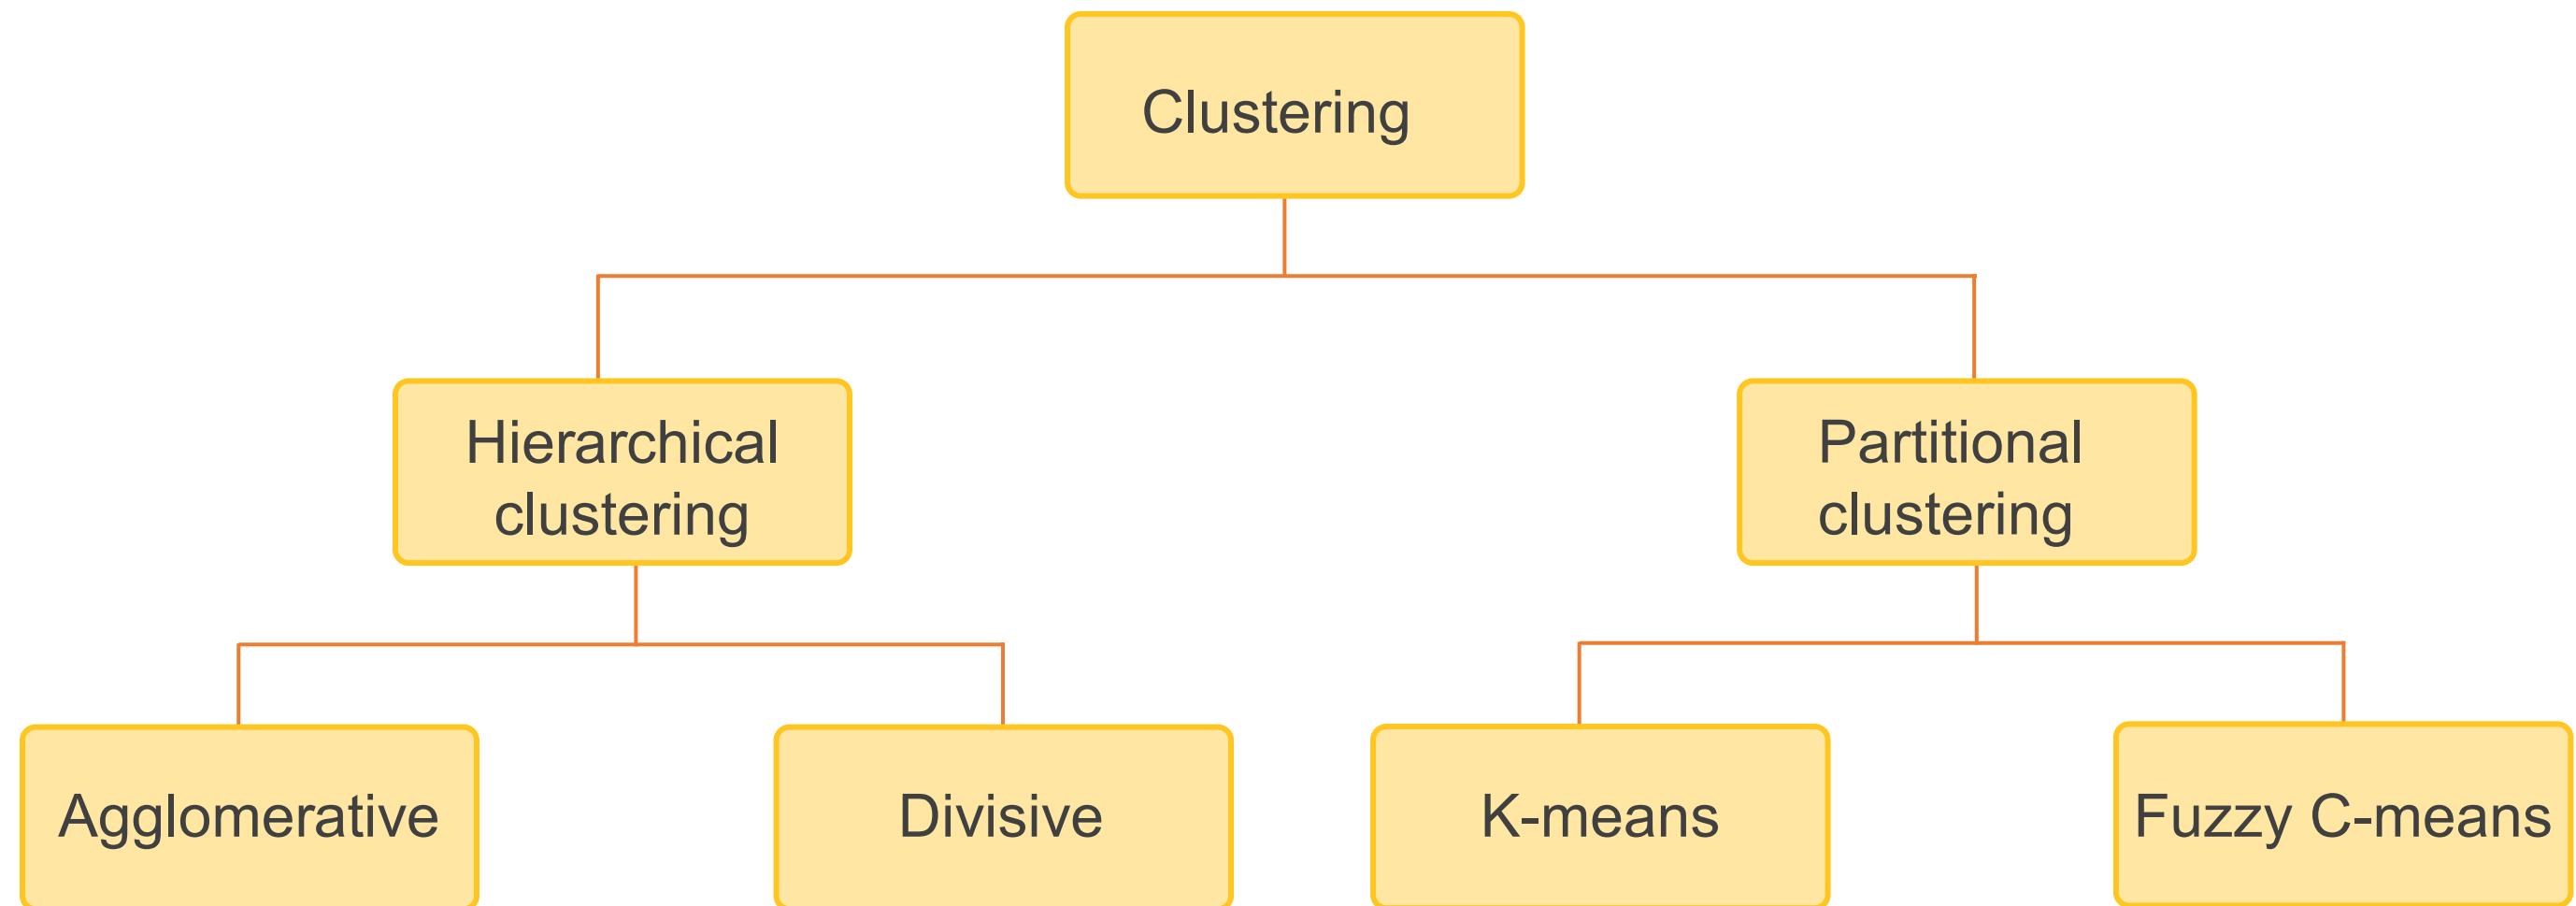 Clustering
Hierarchical
clustering
Partitional
clustering
Agglomerative
Divisive
K-means
Fuzzy C-means